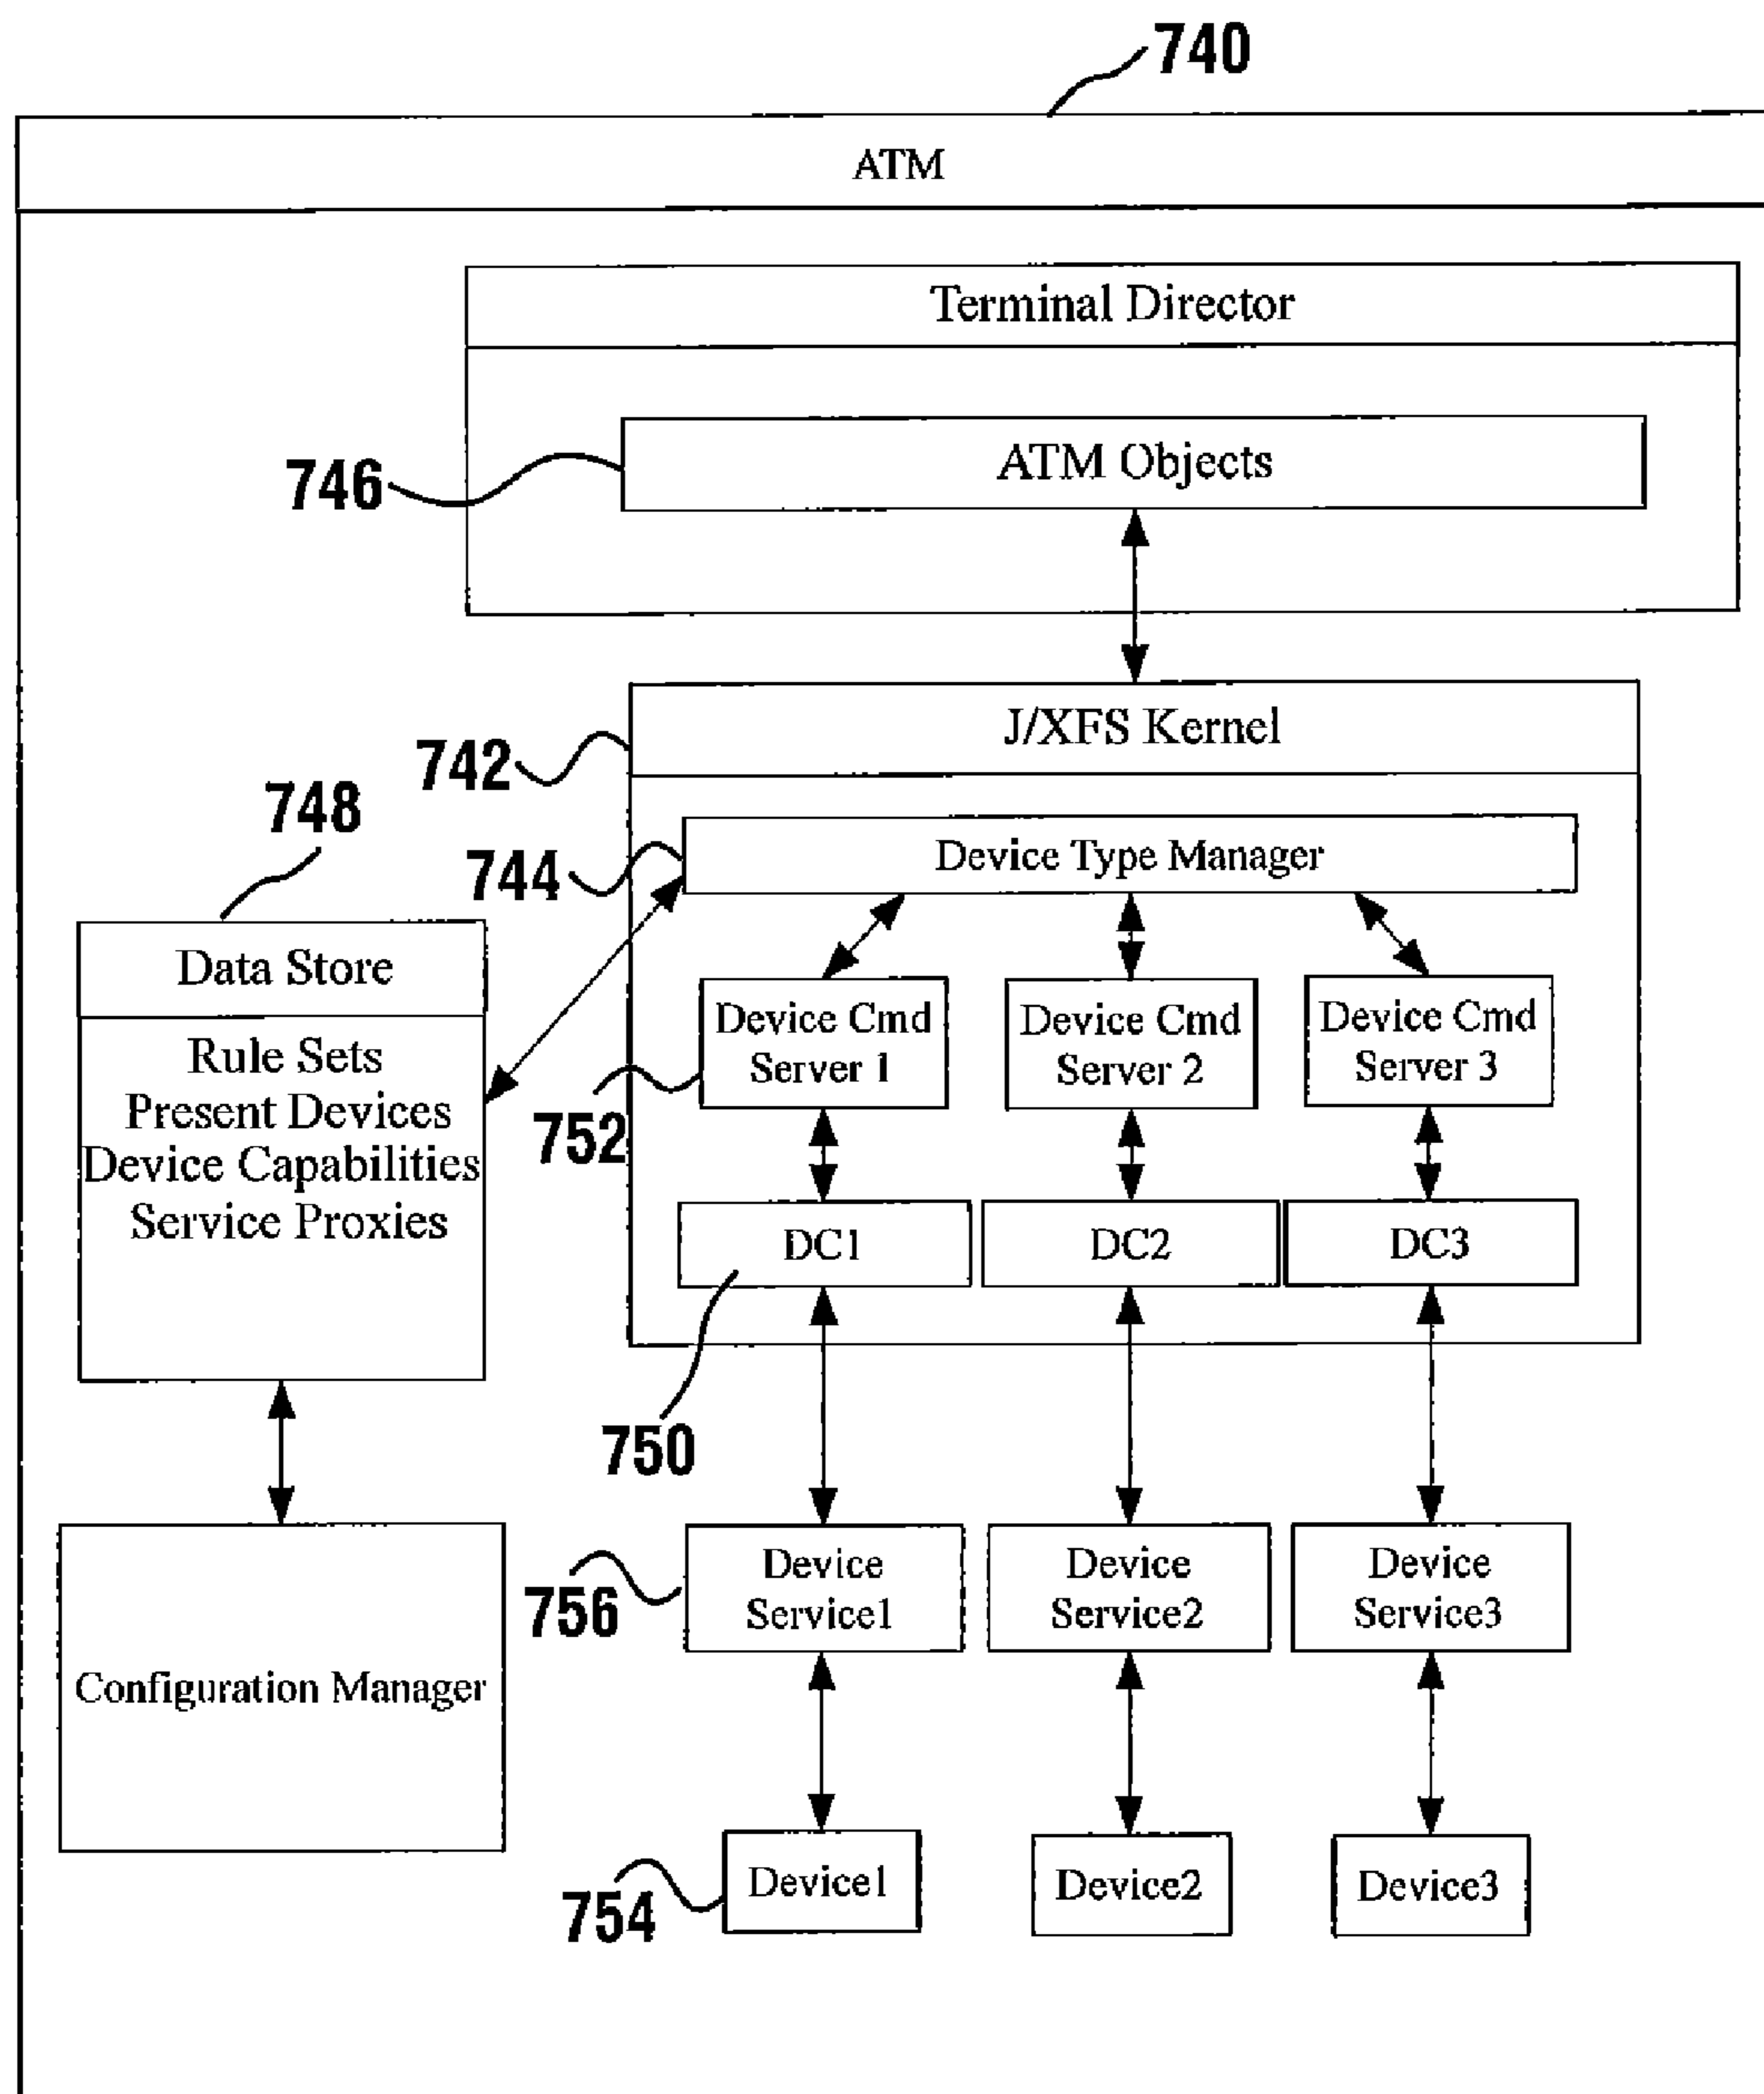 740
ATM
Terminal Director
746
ATM Objects
742
J/XFS Kernel
748
744
Device Type Manager
Data Store
Rule Sets
Present Devices
Device Capabilities
Service Proxies
Device Cmd
Server 1
Device Cmd
Server 2
Device Cmd
Server 3
752
DC1
DC2
DC3
750
756
Device
Service1
Device
Service2
Device
Service3
Configuration Manager
754
Device1
Device2
Device3